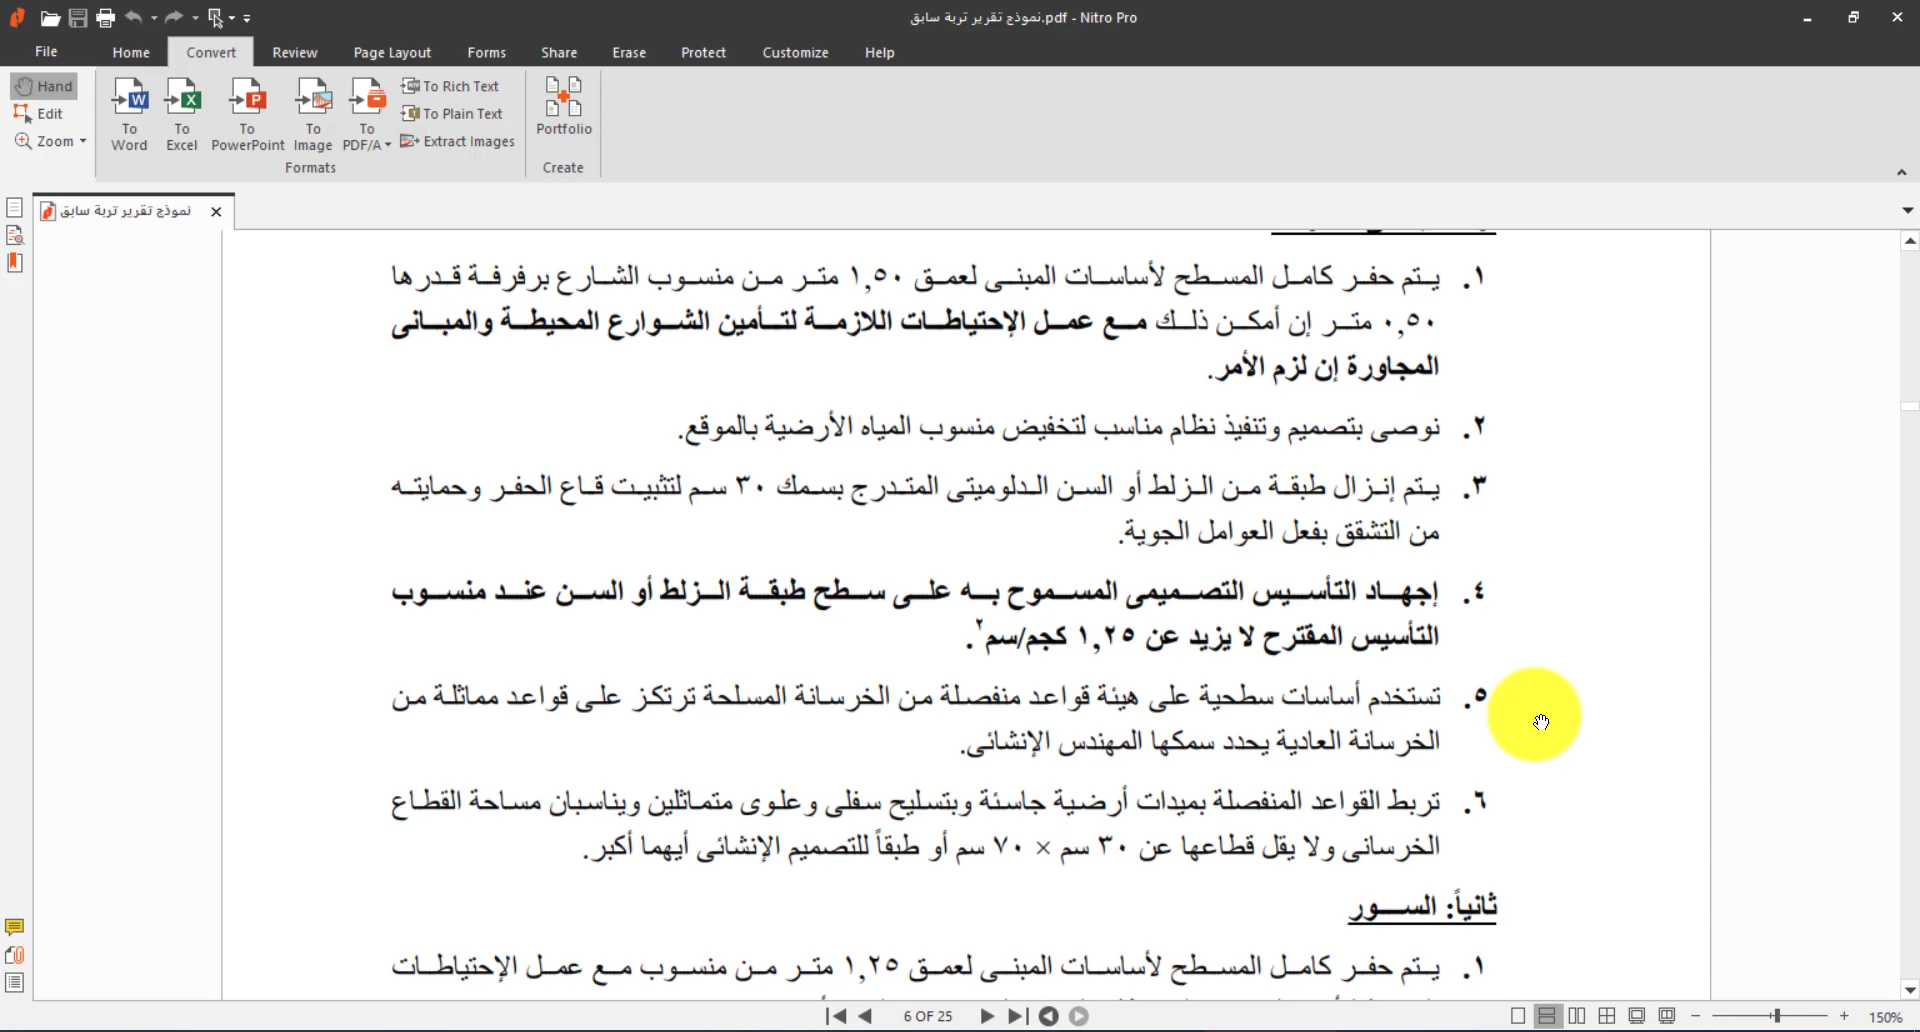 نموذج تقرير تربة سابق.pdf - Nitro Pro
File Home Convert Review Page Layout Forms Share Erase Protect Customize Help
Hand
Edit
Zoom
To Word
To Excel
To PowerPoint
To Image
To PDF/A
To Rich Text
To Plain Text
Extract Images
Formats
Portfolio
Create
نموذج تقرير تربة سابق
١. يتم حفر كامل المسطح لأساسات المبنى لعمق ١,٥٠ متر من منسوب الشارع برفرفة قدرها
٠,٥٠ متر إن أمكن ذلك مع عمل الإحتياطات اللازمة لتأمين الشوارع المحيطة والمبانى
المجاورة إن لزم الأمر.
٢. نوصى بتصميم وتنفيذ نظام مناسب لتخفيض منسوب المياه الأرضية بالموقع.
٣. يتم إنزال طبقة من الزلط أو السن الدلوميتى المتدرج بسمك ٣٠ سم لتثبيت قاع الحفر وحمايته
من التشقق بفعل العوامل الجوية.
٤. إجهاد التأسيس التصميمى المسموح به على سطح طبقة الزلط أو السن عند منسوب
التأسيس المقترح لا يزيد عن ١,٢٥ كجم/سم٢.
٥. تستخدم أساسات سطحية على هيئة قواعد منفصلة من الخرسانة المسلحة ترتكز على قواعد مماثلة من
الخرسانة العادية يحدد سمكها المهندس الإنشائى.
٦. تربط القواعد المنفصلة بميدات أرضية جاسئة وبتسليح سفلى وعلوى متماثلين ويناسبان مساحة القطاع
الخرسانى ولا يقل قطاعها عن ٣٠ سم × ٧٠ سم أو طبقاً للتصميم الإنشائى أيهما أكبر.
ثانياً: الســور
١. يتم حفر كامل المسطح لأساسات المبنى لعمق ١,٢٥ متر من منسوب مع عمل الإحتياطات
6 OF 25
150%